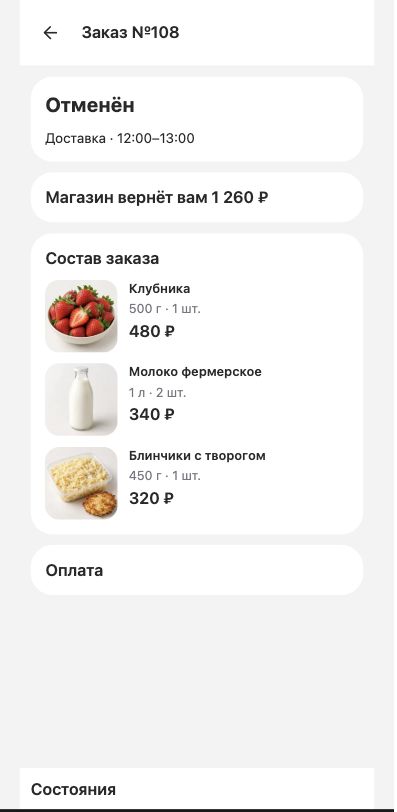 Заказ №108
Отменён
Доставка · 12:00–13:00
Магазин вернёт вам 1 260 ₽
Состав заказа
Клубника
500 г · 1 шт.
480 ₽
Молоко фермерское
1 л · 2 шт.
340 ₽
Блинчики с творогом
450 г · 1 шт.
320 ₽
Оплата
Состояния